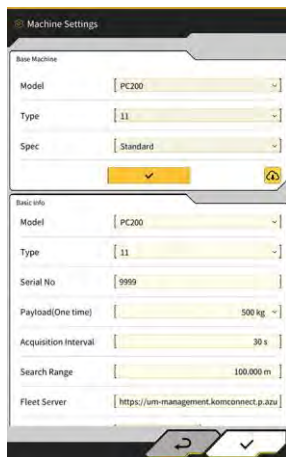 Machine Settings
Base Machine
Model PC200
Type 11
Spec Standard
Basic Info
Model PC200
Type 11
Serial No 9999
Payload(One time) 500 kg
Acquisition Interval 30 s
Search Range 100.000 m
Fleet Server https://um-management.komconnect.p.azu